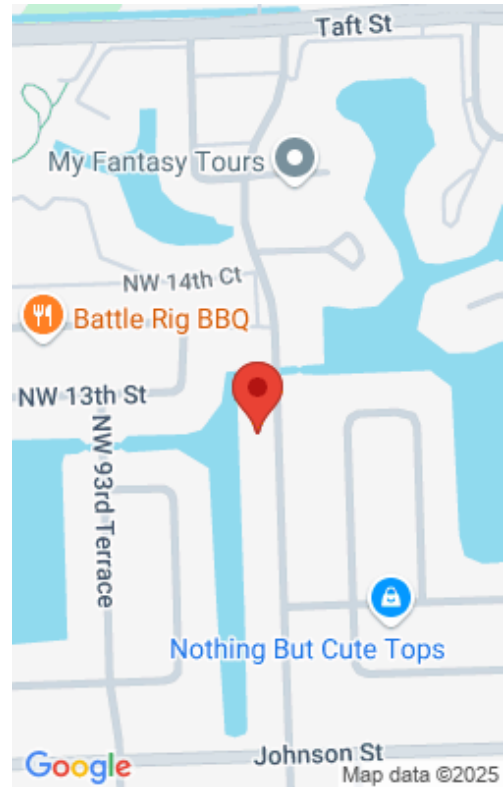 Taft St
My Fantasy Tours
NW 14th Ct
Battle Rig BBQ
NW 13th St
NW 93rd Terrace
Nothing But Cute Tops
Johnson St
Google
Map data ©2025